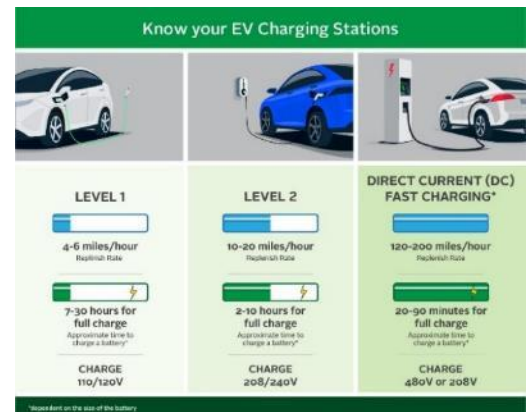 Know your EV Charging Stations
LEVEL 1
4-6 miles/hour
Replenish Rate
7-30 hours for
full charge
Approximate time to
charge a battery*
CHARGE
110/120V
LEVEL 2
10-20 miles/hour
Replenish Rate
2-10 hours for
full charge
Approximate time to
charge a battery*
CHARGE
208/240V
DIRECT CURRENT (DC)
FAST CHARGING*
120-200 miles/hour
Replenish Rate
20-90 minutes for
full charge
Approximate time to
charge a battery*
CHARGE
480V or 208V
*dependent on the size of the battery